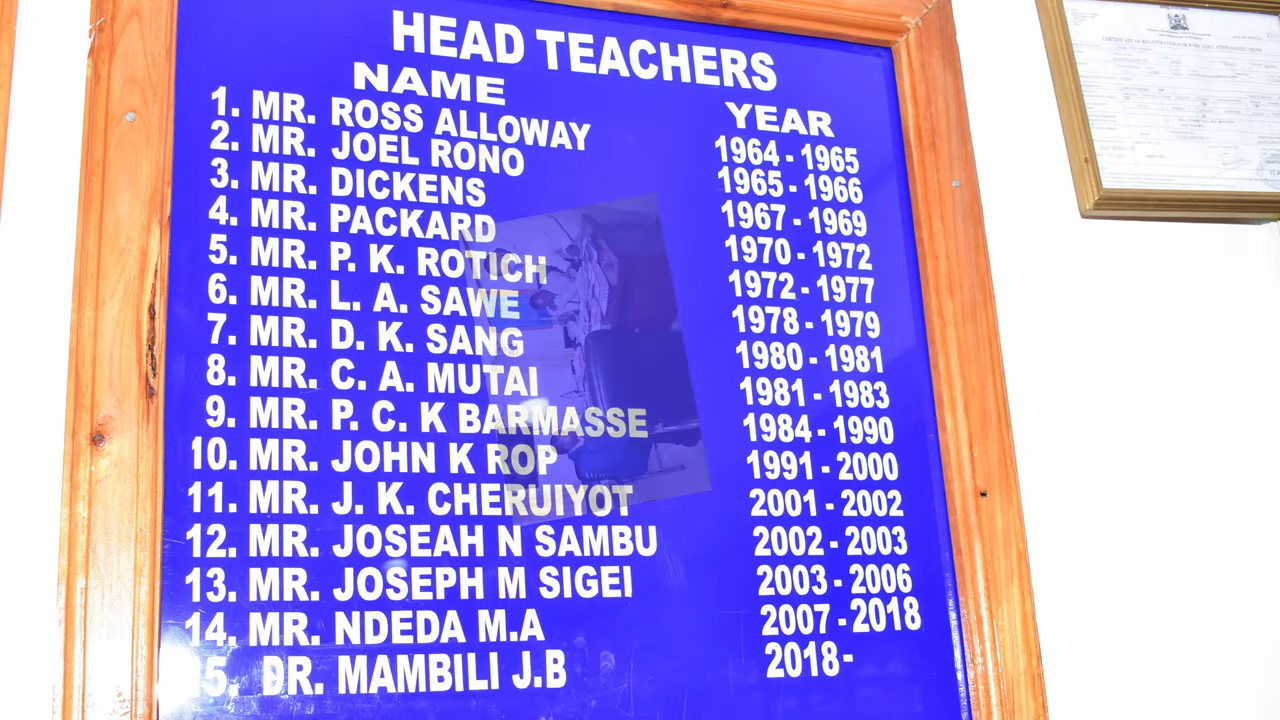 HEAD TEACHERS
NAME YEAR
1. MR. ROSS ALLOWAY 1964 - 1965
2. MR. JOEL RONO 1965 - 1966
3. MR. DICKENS 1967 - 1969
4. MR. PACKARD 1970 - 1972
5. MR. P. K. ROTICH 1972 - 1977
6. MR. L. A. SAWE 1978 - 1979
7. MR. D. K. SANG 1980 - 1981
8. MR. C. A. MUTAI 1981 - 1983
9. MR. P. C. K BARMASSE 1984 - 1990
10. MR. JOHN K ROP 1991 - 2000
11. MR. J. K. CHERUIYOT 2001 - 2002
12. MR. JOSEAH N SAMBU 2002 - 2003
13. MR. JOSEPH M SIGEI 2003 - 2006
14. MR. NDEDA M.A 2007 - 2018
5. DR. MAMBILI J.B 2018 -